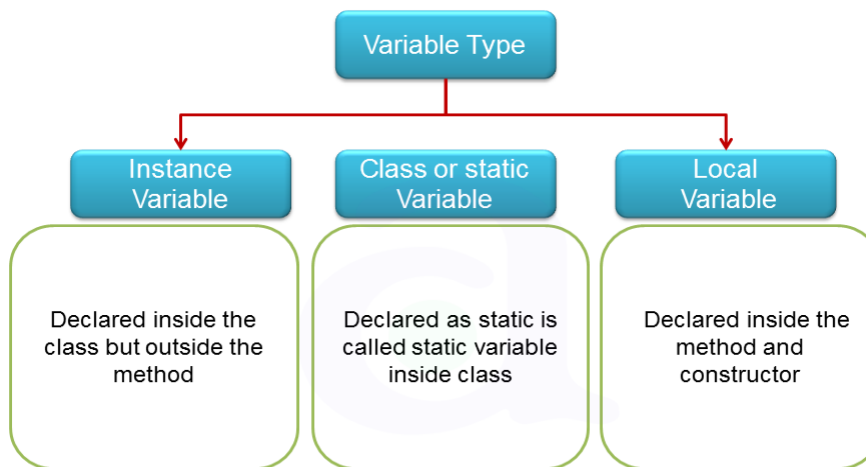 Variable Type
Instance
Variable
Class or static
Variable
Local
Variable
Declared inside the
class but outside the
method
Declared as static is
called static variable
inside class
Declared inside the
method and
constructor